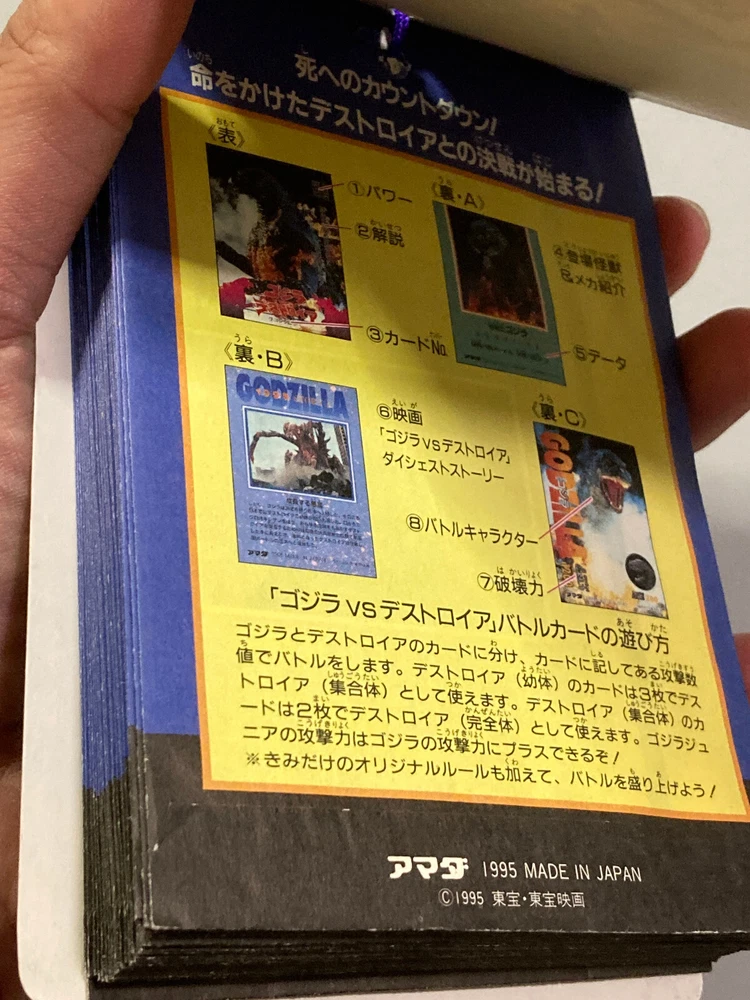 死へのカウントダウン!
命をかけたデストロイアとの決戦が始まる!
《表》
①パワー
②解説
③カードNo.
《裏・A》
④登場怪獣
&メカ紹介
⑤データ
《裏・B》
GODZILLA
アマダ
⑥映画
「ゴジラVSデストロイア」
ダイジェストストーリー
《裏・C》
⑧バトルキャラクター
⑦破壊力
アマダ
「ゴジラVSデストロイア」バトルカードの遊び方
ゴジラとデストロイアのカードに分け、カードに記してある攻撃数
値でバトルをします。デストロイア(幼体)のカードは3枚でデス
トロイア(集合体)として使えます。デストロイア(集合体)のカ
ードは2枚でデストロイア(完全体)として使えます。ゴジラジュ
ニアの攻撃力はゴジラの攻撃力にプラスできるぞ!
※きみだけのオリジナルルールも加えて、バトルを盛り上げよう!
アマダ 1995 MADE IN JAPAN
©1995 東宝・東宝映画